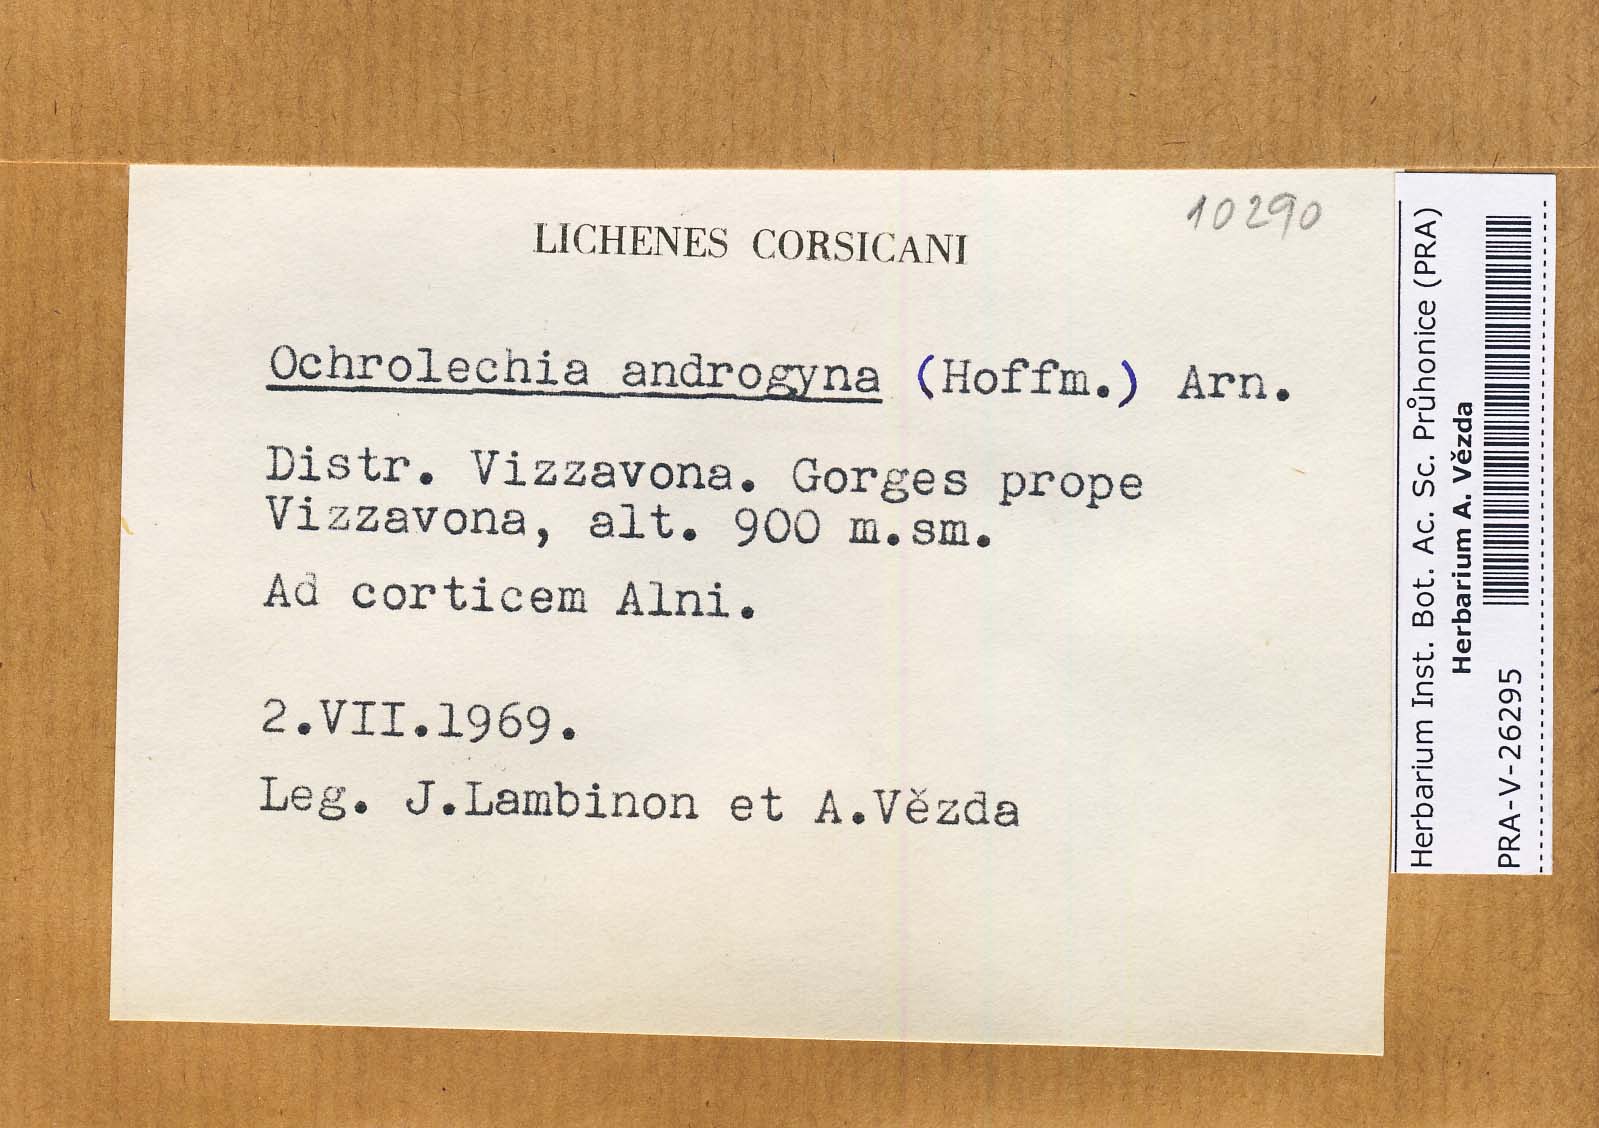 10290
LICHENES CORSICANI
Ochrolechia androgyna (Hoffm.) Arn.
Distr. Vizzavona. Gorges prope
Vizzavona, alt. 900 m.sm.
Ad corticem Alni.
2.VII.1969.
Leg. J.Lambinon et A.Vězda
Herbarium Inst. Bot. Ac. Sc. Průhonice (PRA)
Herbarium A. Vězda
PRA-V-26295